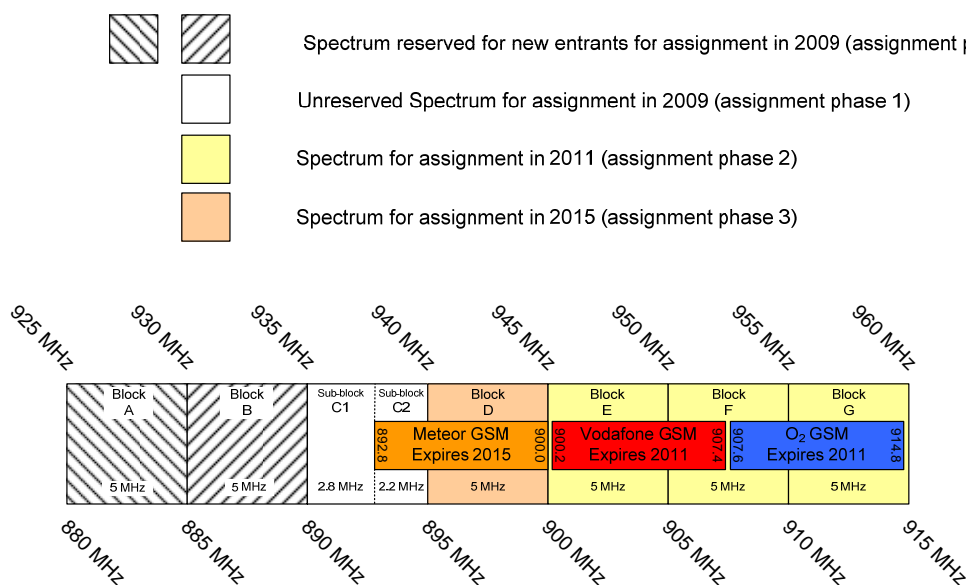 Spectrum reserved for new entrants for assignment in 2009 (assignment
Unreserved Spectrum for assignment in 2009 (assignment phase 1)
Spectrum for assignment in 2011 (assignment phase 2)
Spectrum for assignment in 2015 (assignment phase 3)
925 MHz
930 MHz
935 MHz
940 MHz
945 MHz
950 MHz
955 MHz
960 MHz
Block
A
Block
B
Sub-block
C1
Sub-block
C2
Block
D
Block
E
Block
F
Block
G
892.8
Meteor GSM
Expires 2015
900.0
900.2
Vodafone GSM
Expires 2011
907.4
907.6
O₂ GSM
Expires 2011
914.8
5 MHz
5 MHz
2.8 MHz
2.2 MHz
5 MHz
5 MHz
5 MHz
5 MHz
880 MHz
885 MHz
890 MHz
895 MHz
900 MHz
905 MHz
910 MHz
915 MHz